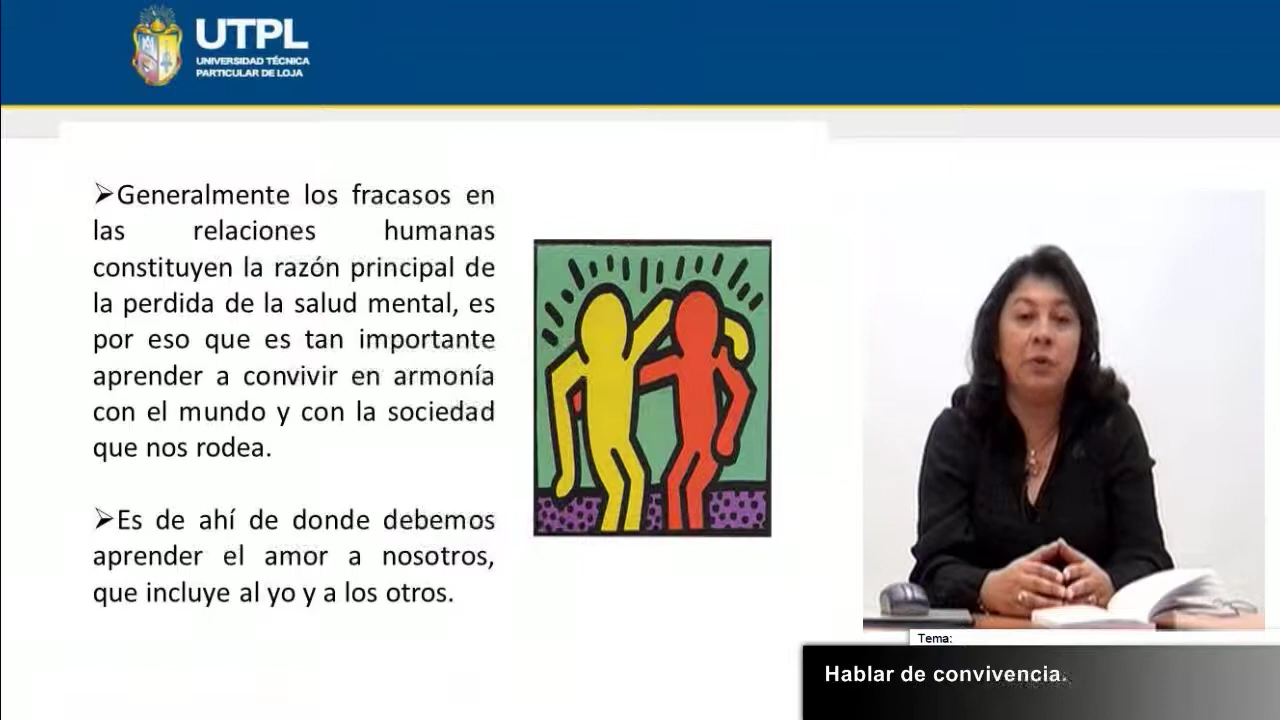 UTPL
UNIVERSIDAD TÉCNICA
PARTICULAR DE LOJA
➢Generalmente los fracasos en
las relaciones humanas
constituyen la razón principal de
la perdida de la salud mental, es
por eso que es tan importante
aprender a convivir en armonía
con el mundo y con la sociedad
que nos rodea.
➢Es de ahí de donde debemos
aprender el amor a nosotros,
que incluye al yo y a los otros.
Tema:
Hablar de convivencia.